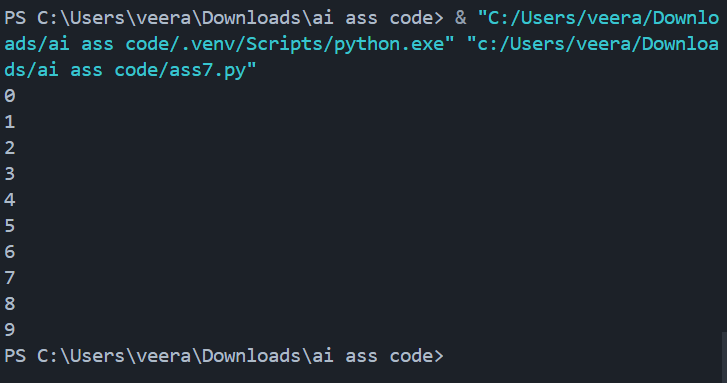 PS C:\Users\veera\Downloads\ai ass code> & "C:/Users/veera/Downlo
ads/ai ass code/.venv/Scripts/python.exe" "c:/Users/veera/Downloa
ds/ai ass code/ass7.py"
0
1
2
3
4
5
6
7
8
9
PS C:\Users\veera\Downloads\ai ass code>